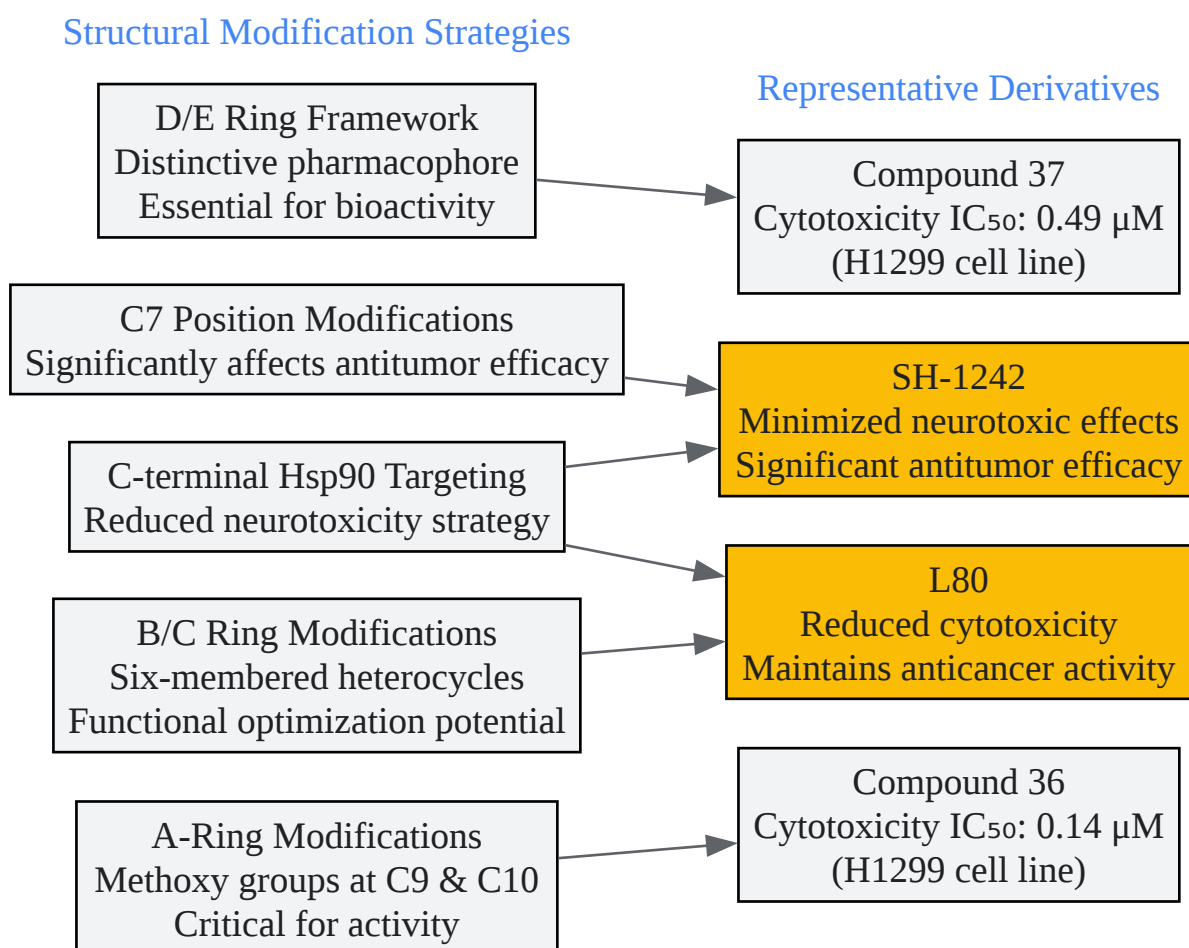 Structural Modification Strategies
D/E Ring Framework
Distinctive pharmacophore
Essential for bioactivity
C7 Position Modifications
Significantly affects antitumor efficacy
C-terminal Hsp90 Targeting
Reduced neurotoxicity strategy
B/C Ring Modifications
Six-membered heterocycles
Functional optimization potential
A-Ring Modifications
Methoxy groups at C9 & C10
Critical for activity
Representative Derivatives
Compound 37
Cytotoxicity IC₅₀: 0.49 μM
(H1299 cell line)
SH-1242
Minimized neurotoxic effects
Significant antitumor efficacy
L80
Reduced cytotoxicity
Maintains anticancer activity
Compound 36
Cytotoxicity IC₅₀: 0.14 μM
(H1299 cell line)